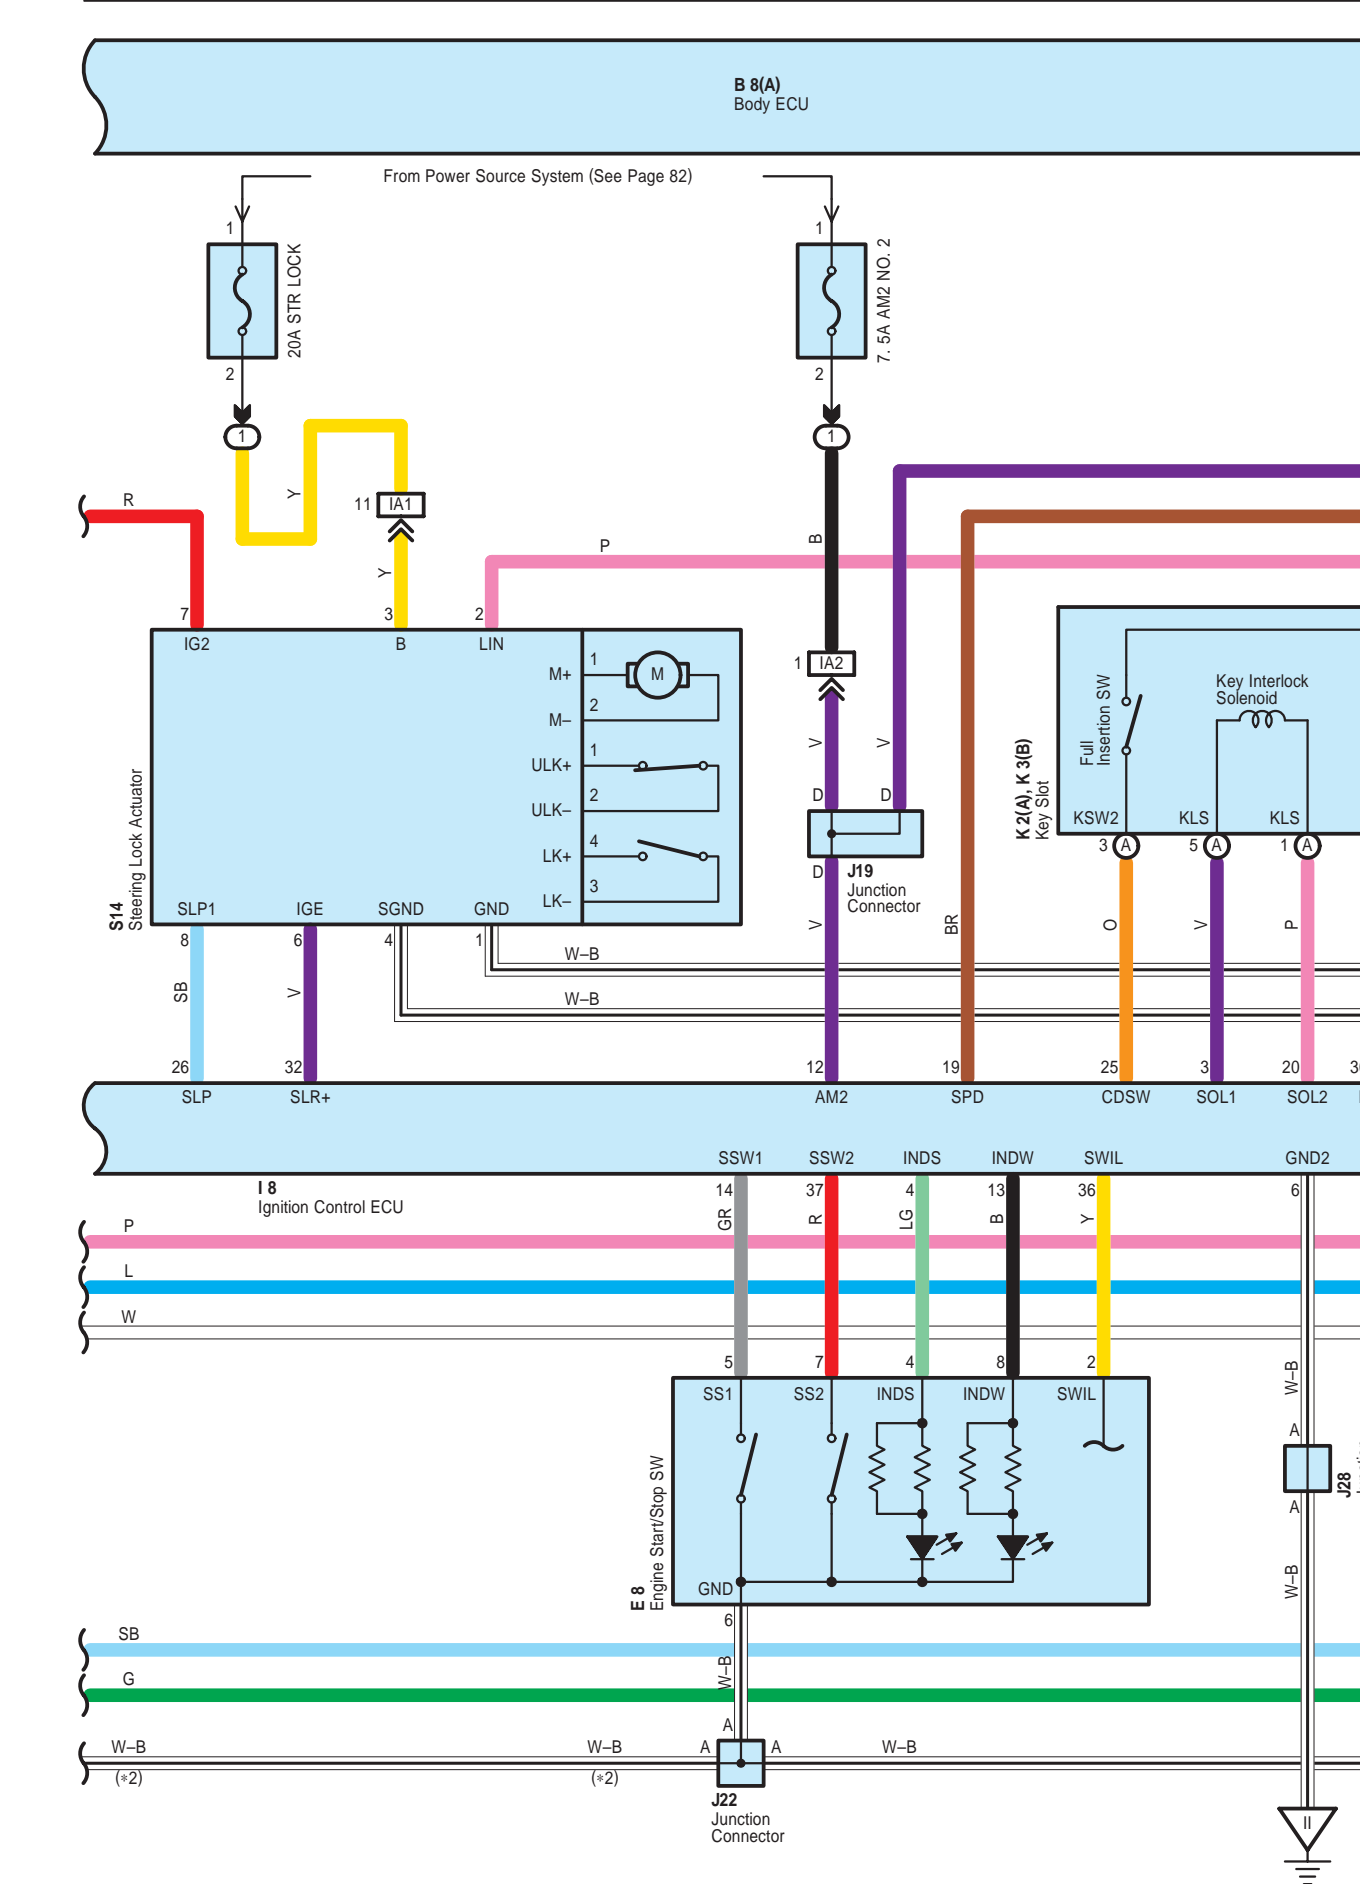 B 8(A)
Body ECU
From Power Source System (See Page 82)
1
1
20A STR LOCK
7. 5A AM2 NO. 2
2
2
1
1
Y
11
IA1
R
B
P
Y
7
3
2
IG2
B
LIN
1
IA2
M+
1
M
M–
2
ULK+
1
ULK–
2
LK+
4
LK–
3
S14
Steering Lock Actuator
SLP1
IGE
SGND
GND
8
6
4
1
V
V
D
D
J19
Junction
Connector
D
V
K 2(A), K 3(B)
Key Slot
Full
Insertion SW
Key Interlock
Solenoid
KSW2
KLS
KLS
3
A
5
A
1
A
BR
O
V
P
W–B
W–B
SB
V
26
32
12
19
25
3
20
SLP
SLR+
AM2
SPD
CDSW
SOL1
SOL2
SSW1
SSW2
INDS
INDW
SWIL
GND2
I 8
Ignition Control ECU
14
37
4
13
36
6
GR
R
LG
B
Y
P
L
W
5
7
4
8
2
SS1
SS2
INDS
INDW
SWIL
GND
E 8
Engine Start/Stop SW
W–B
A
J28
A
W–B
6
SB
G
W–B
A
W–B
(∗2)
W–B
(∗2)
A
A
W–B
J22
Junction
Connector
II